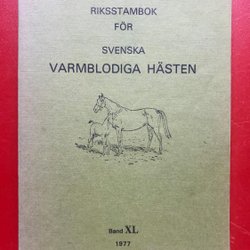 RIKSSTAMBOK
FÖR
SVENSKA
VARMBLODIGA HÄSTEN
Band XL
1977